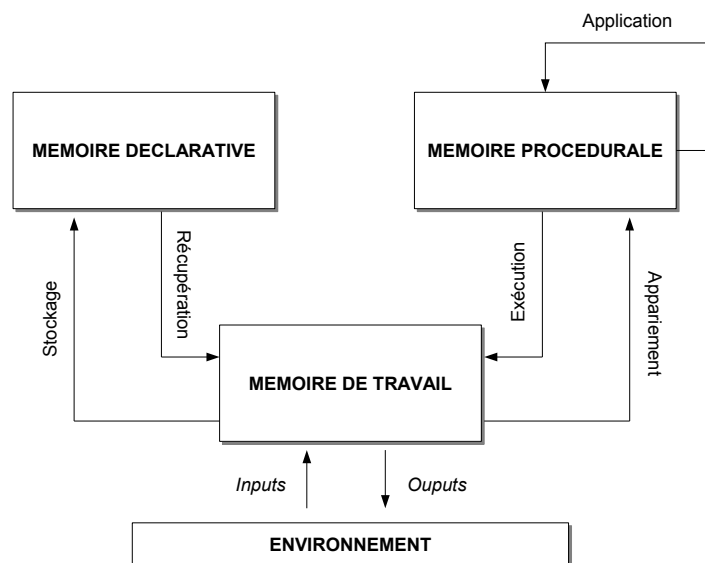 Application
MEMOIRE DECLARATIVE
MEMOIRE PROCEDURALE
Stockage
Récupération
Exécution
Appariement
MEMOIRE DE TRAVAIL
Inputs
Ouputs
ENVIRONNEMENT